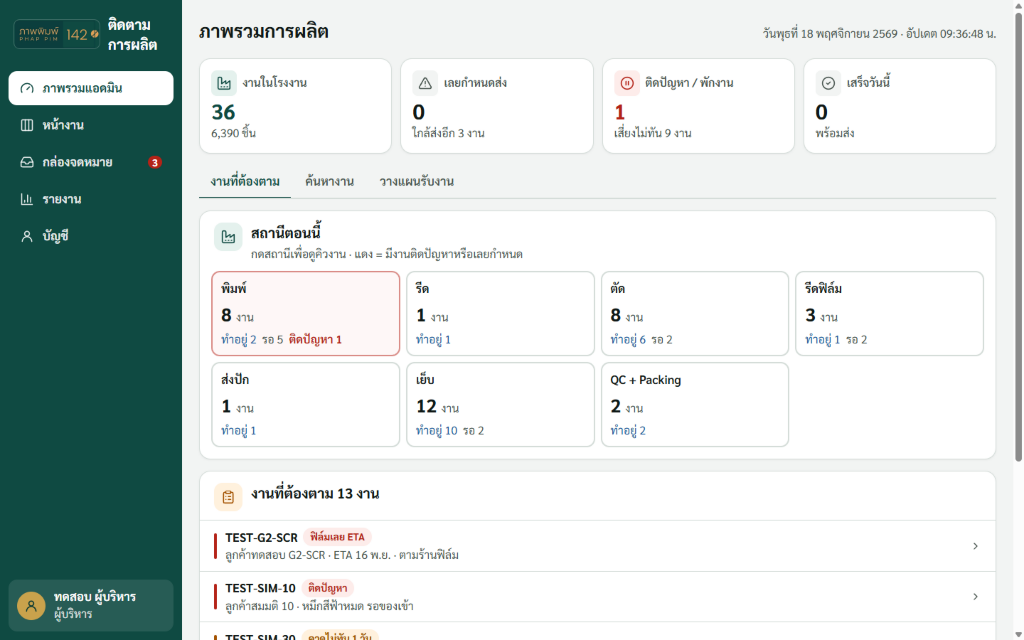 ภาพพิมพ์
PHAP PIM
142
ติดตาม
การผลิต
ภาพรวมแอดมิน
หน้างาน
กล่องจดหมาย 3
รายงาน
บัญชี
ทดสอบ ผู้บริหาร
ผู้บริหาร
ภาพรวมการผลิต
วันพุธที่ 18 พฤศจิกายน 2569 · อัปเดต 09:36:48 น.
งานในโรงงาน
36
6,390 ชิ้น
เลยกำหนดส่ง
0
ใกล้ส่งอีก 3 งาน
ติดปัญหา / พักงาน
1
เสี่ยงไม่ทัน 9 งาน
เสร็จวันนี้
0
พร้อมส่ง
งานที่ต้องตาม ค้นหางาน วางแผนรับงาน
สถานีตอนนี้
กดสถานีเพื่อดูคิวงาน · แดง = มีงานติดปัญหาหรือเลยกำหนด
พิมพ์
8 งาน
ทำอยู่ 2 รอ 5 ติดปัญหา 1
รีด
1 งาน
ทำอยู่ 1
ตัด
8 งาน
ทำอยู่ 6 รอ 2
รีดฟิล์ม
3 งาน
ทำอยู่ 1 รอ 2
ส่งปัก
1 งาน
ทำอยู่ 1
เย็บ
12 งาน
ทำอยู่ 10 รอ 2
QC + Packing
2 งาน
ทำอยู่ 2
งานที่ต้องตาม 13 งาน
TEST-G2-SCR ฟิล์มเลย ETA
ลูกค้าทดสอบ G2-SCR · ETA 16 พ.ย. · ตามร้านฟิล์ม
TEST-SIM-10 ติดปัญหา
ลูกค้าสมมติ 10 · หมึกสีฟ้าหมด รอของเข้า
TEST-SIM-30 คาดไม่ทัน 1 วัน